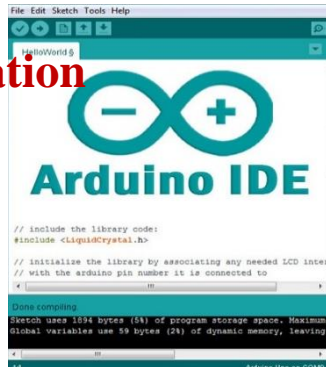 File Edit Sketch Tools Help
HelloWorld §
ation
Arduino IDE
// include the library code:
#include <LiquidCrystal.h>
// initialize the library by associating any needed LCD inter
// with the arduino pin number it is connected to
Done compiling.
Sketch uses 1894 bytes (5%) of program storage space. Maximum
Global variables use 59 bytes (2%) of dynamic memory, leaving